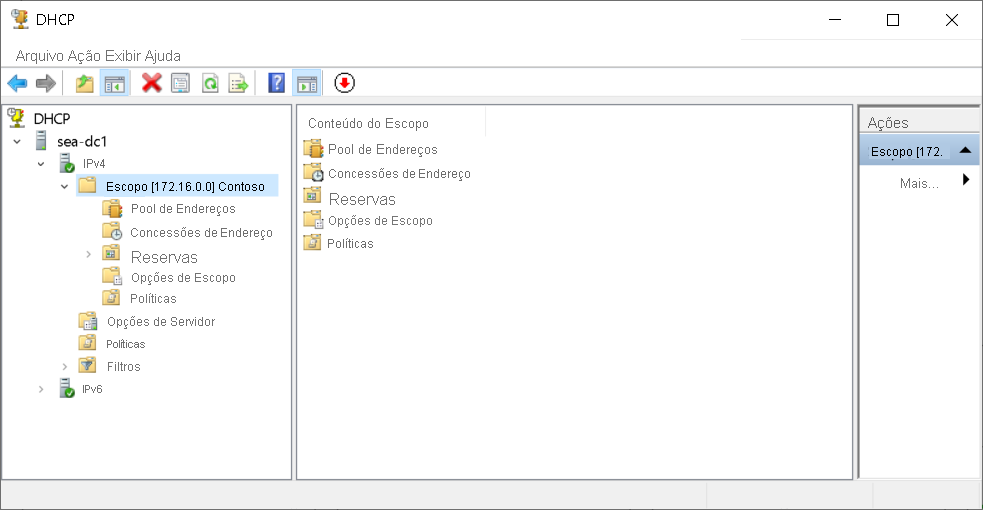 DHCP
Arquivo Ação Exibir Ajuda
DHCP
sea-dc1
IPv4
Escopo [172.16.0.0] Contoso
Pool de Endereços
Concessões de Endereço
Reservas
Opções de Escopo
Políticas
Opções de Servidor
Políticas
Filtros
IPv6
Conteúdo do Escopo
Pool de Endereços
Concessões de Endereço
Reservas
Opções de Escopo
Políticas
Ações
Escopo [172.
Mais...